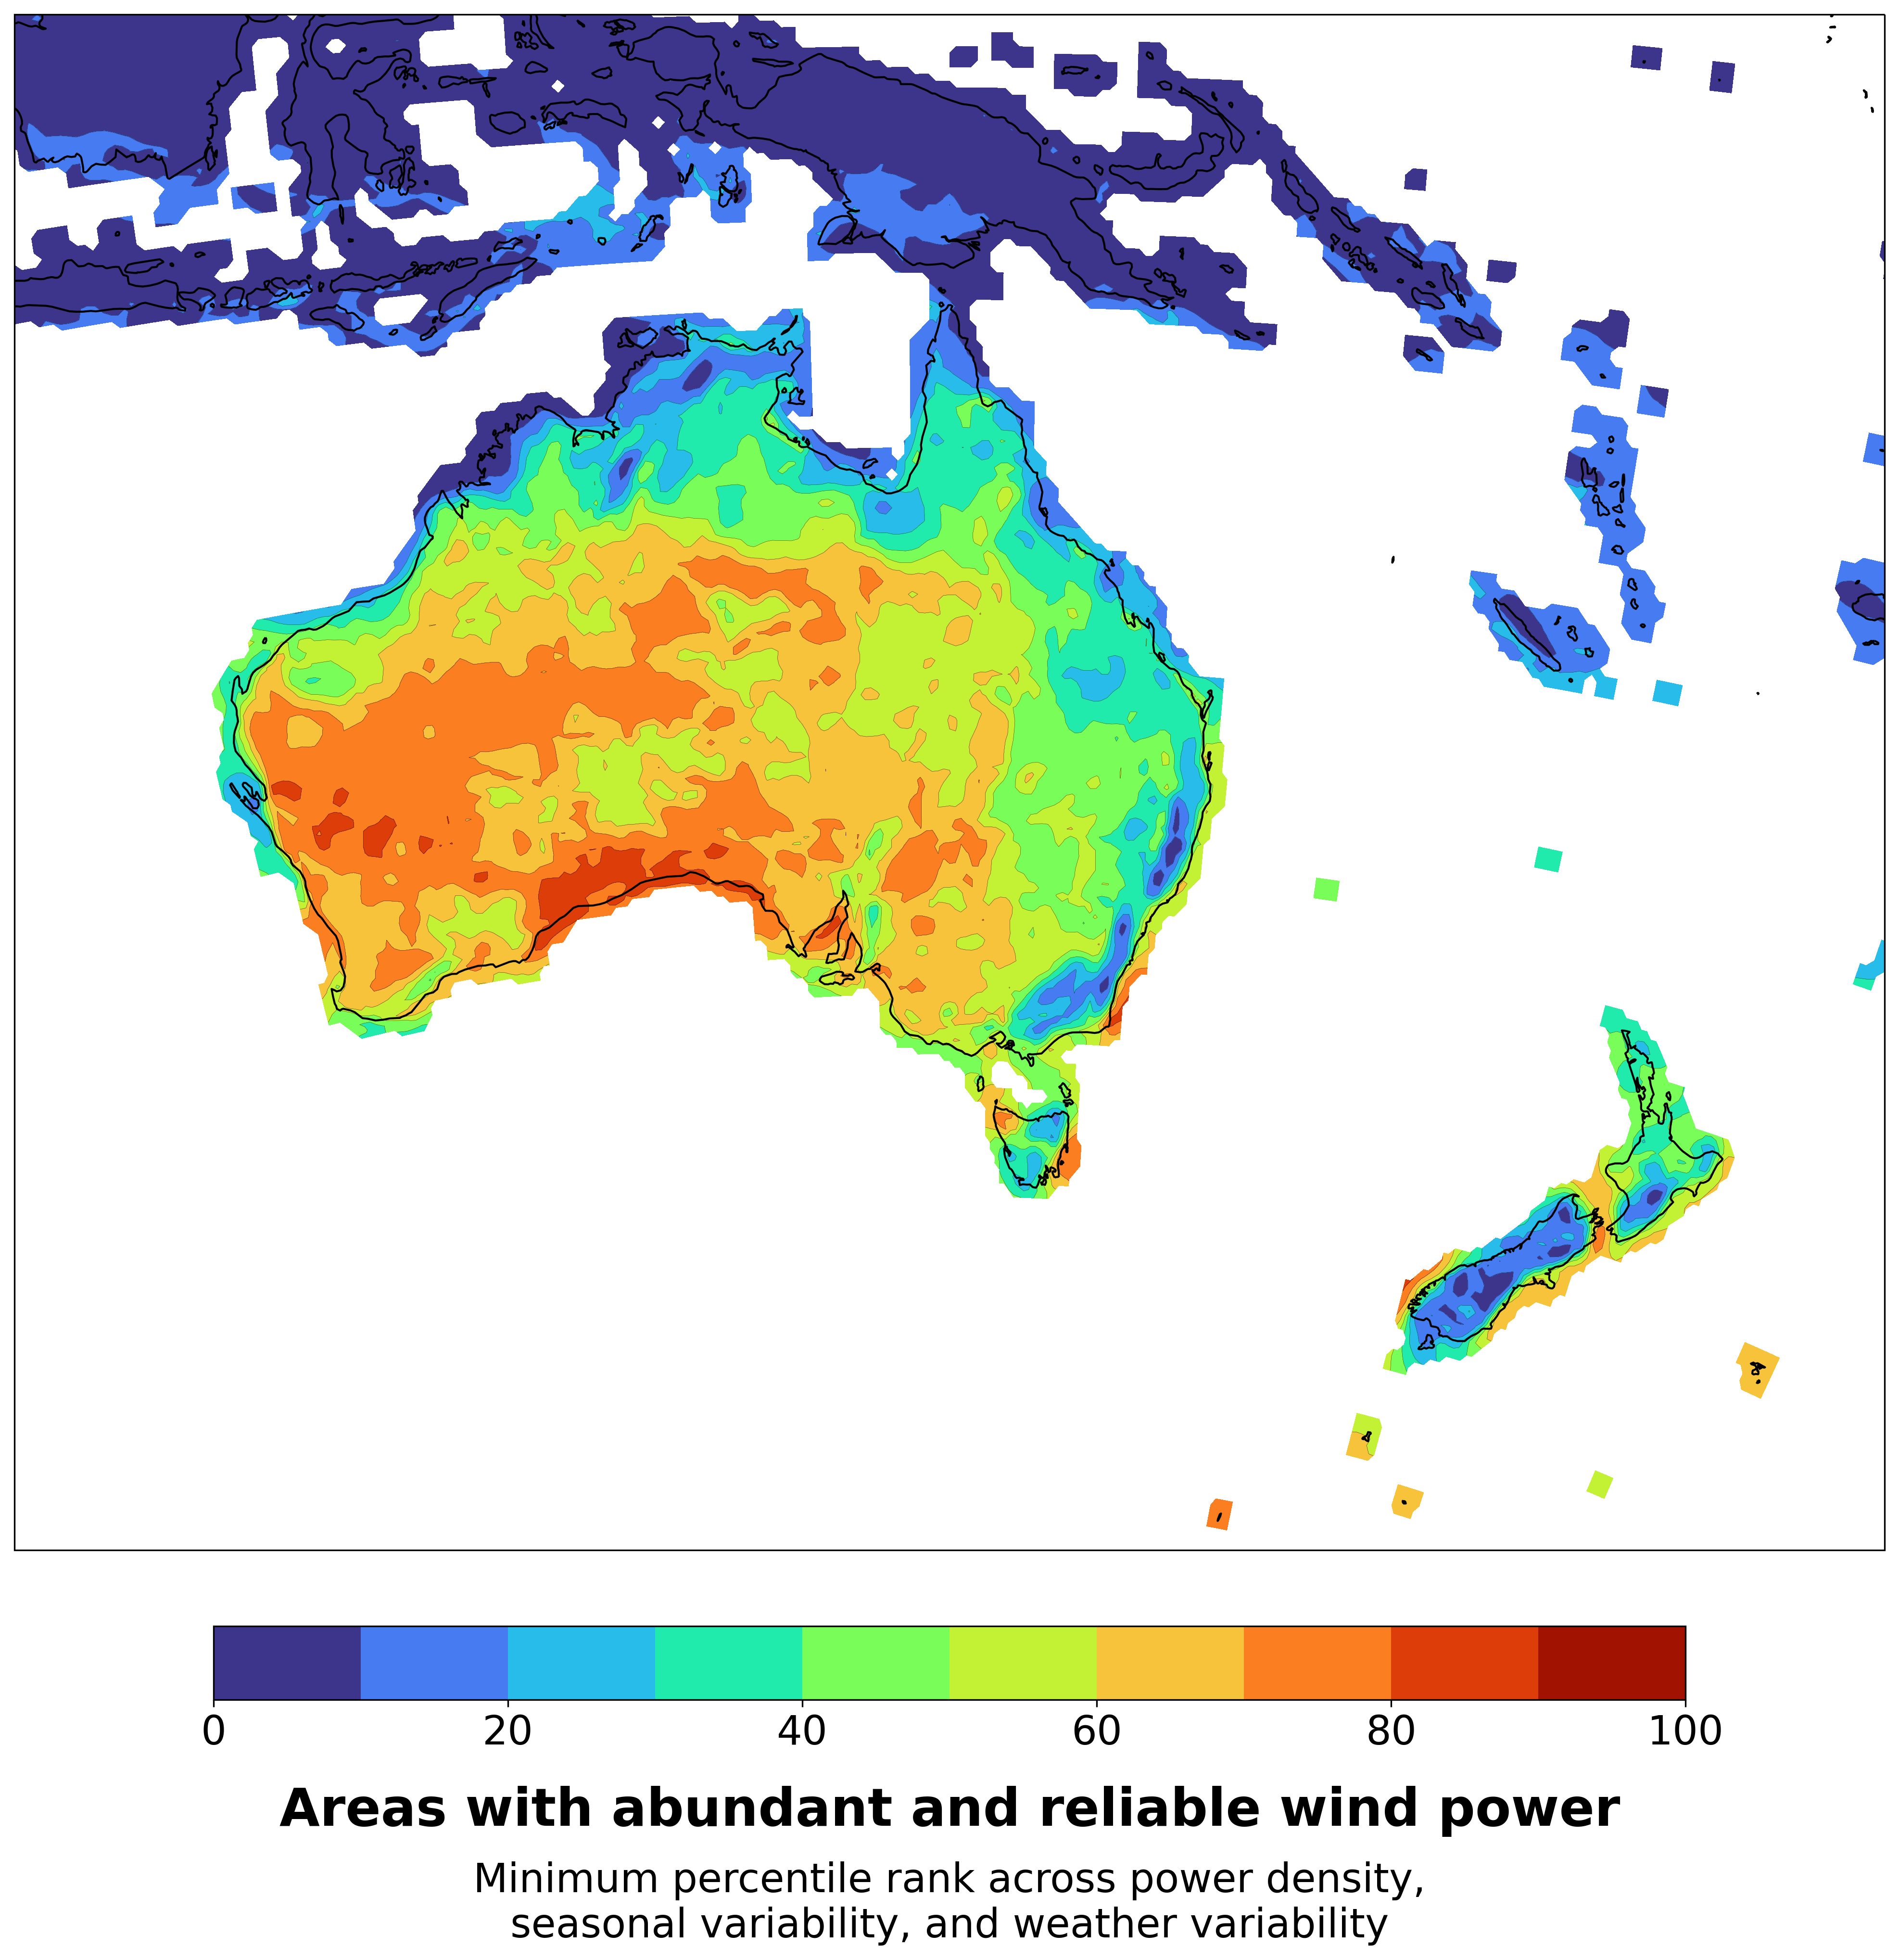 0 20 40 60 80 100
Areas with abundant and reliable wind power
Minimum percentile rank across power density,
seasonal variability, and weather variability